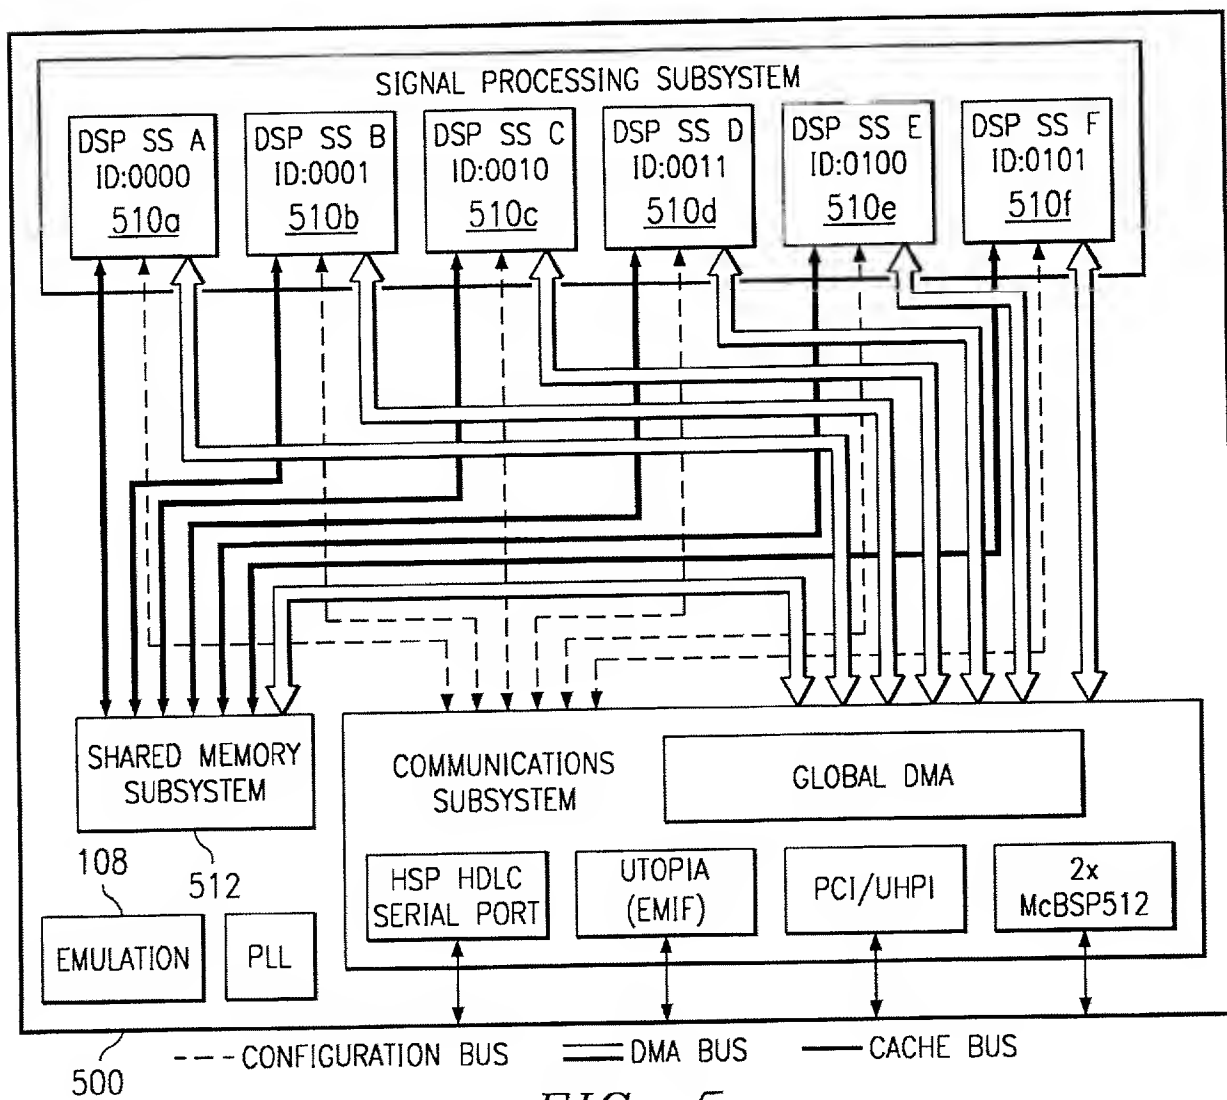 SIGNAL PROCESSING SUBSYSTEM
DSP SS A
ID:0000
510a
DSP SS B
ID:0001
510b
DSP SS C
ID:0010
510c
DSP SS D
ID:0011
510d
DSP SS E
ID:0100
510e
DSP SS F
ID:0101
510f
SHARED MEMORY
SUBSYSTEM
512
COMMUNICATIONS
SUBSYSTEM
GLOBAL DMA
HSP HDLC
SERIAL PORT
UTOPIA
(EMIF)
PCI/UHPI
2x
McBSP512
108
EMULATION
PLL
500
CONFIGURATION BUS
DMA BUS
CACHE BUS